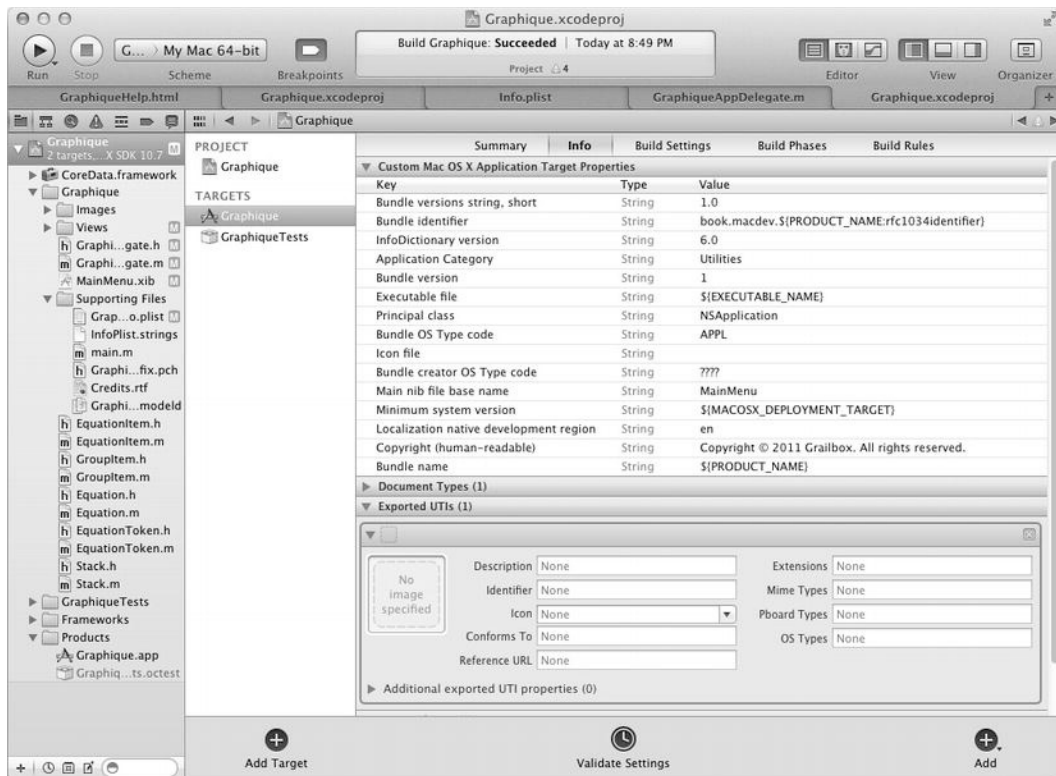 Graphique.xcodeproj
Run
Stop
G... › My Mac 64-bit
Scheme
Breakpoints
Build Graphique: Succeeded | Today at 8:49 PM
Project 4
Editor
View
Organizer
GraphiqueHelp.html
Graphique.xcodeproj
Info.plist
GraphiqueAppDelegate.m
Graphique.xcodeproj
Graphique
Graphique
2 targets,...X SDK 10.7
M
CoreData.framework
Graphique
Images
Views M
h Graphi...gate.h M
m Graphi...gate.m M
MainMenu.xib M
Supporting Files
Grap...o.plist M
InfoPlist.strings
m main.m
h Graphi...fix.pch
Credits.rtf
Graphi...modeld
h EquationItem.h
m EquationItem.m
h GroupItem.h
m GroupItem.m
h Equation.h
m Equation.m
h EquationToken.h
m EquationToken.m
h Stack.h
m Stack.m
GraphiqueTests
Frameworks
Products
Graphique.app
Graphiq...ts.octest
PROJECT
Graphique
TARGETS
Graphique
GraphiqueTests
Summary Info Build Settings Build Phases Build Rules
Custom Mac OS X Application Target Properties
Key Type Value
Bundle versions string, short String 1.0
Bundle identifier String book.macdev.${PRODUCT_NAME:rfc1034identifier}
InfoDictionary version String 6.0
Application Category String Utilities
Bundle version String 1
Executable file String ${EXECUTABLE_NAME}
Principal class String NSApplication
Bundle OS Type code String APPL
Icon file String
Bundle creator OS Type code String ????
Main nib file base name String MainMenu
Minimum system version String ${MACOSX_DEPLOYMENT_TARGET}
Localization native development region String en
Copyright (human-readable) String Copyright © 2011 Grailbox. All rights reserved.
Bundle name String ${PRODUCT_NAME}
Document Types (1)
Exported UTIs (1)
No
image
specified
Description None
Identifier None
Icon None
Conforms To None
Reference URL None
Extensions None
Mime Types None
Pboard Types None
OS Types None
Additional exported UTI properties (0)
Add Target
Validate Settings
Add